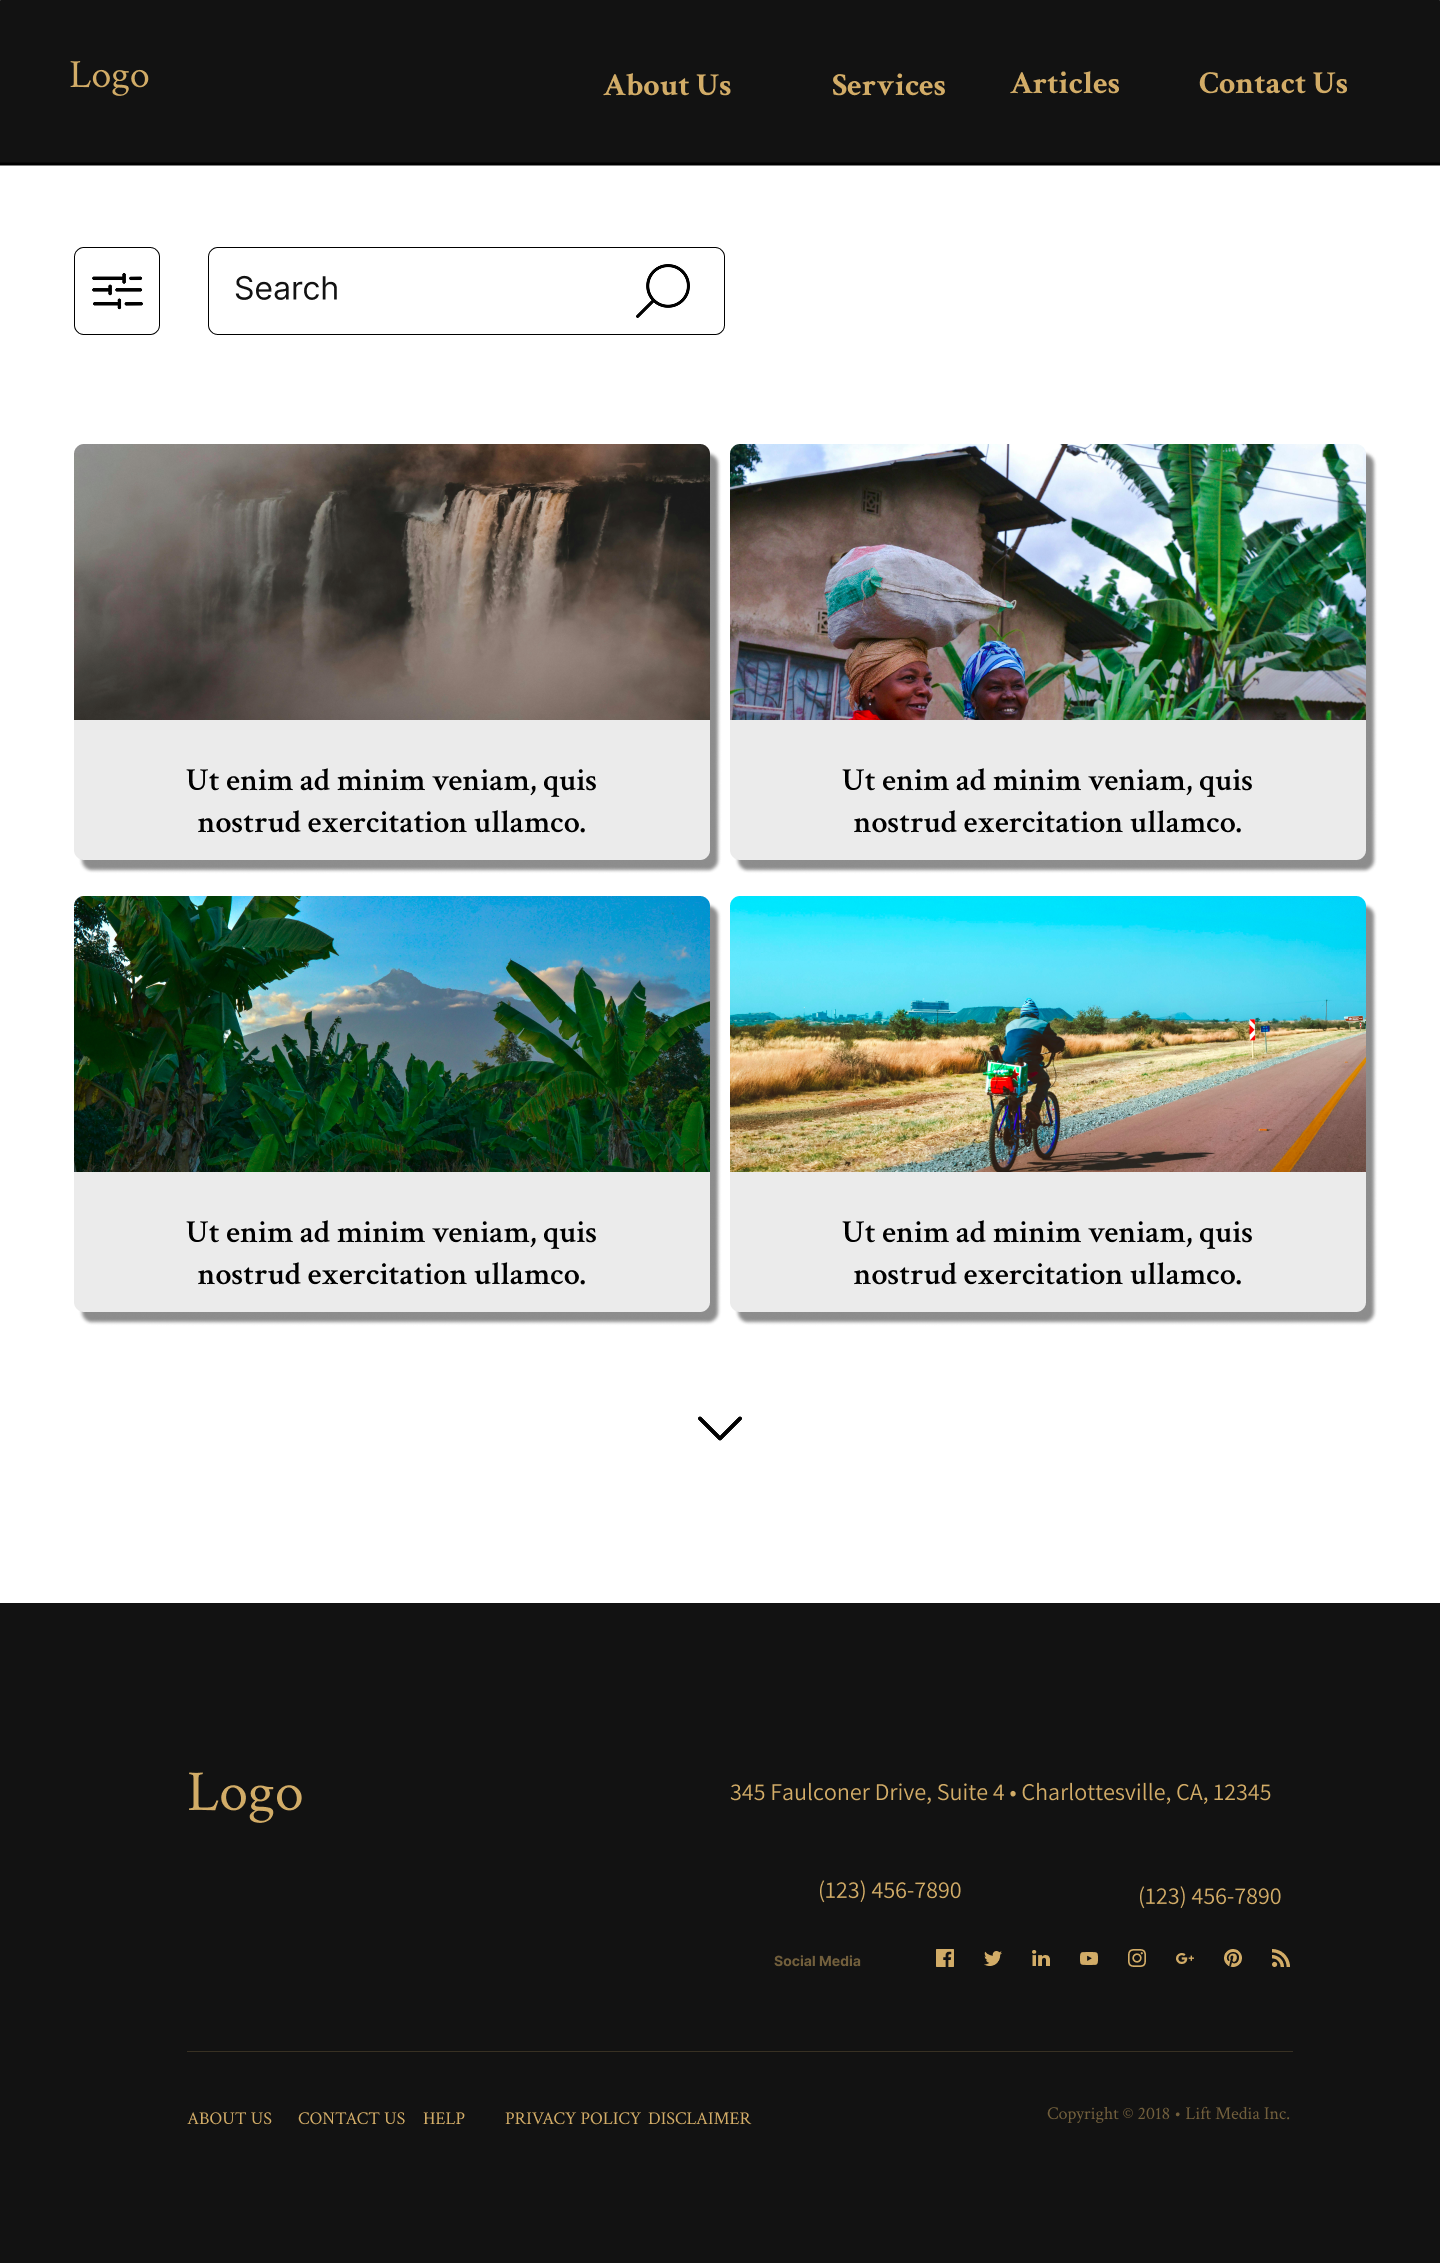 Logo
About Us
Services
Articles
Contact Us
Search
Ut enim ad minim veniam, quis
nostrud exercitation ullamco.
Ut enim ad minim veniam, quis
nostrud exercitation ullamco.
Ut enim ad minim veniam, quis
nostrud exercitation ullamco.
Ut enim ad minim veniam, quis
nostrud exercitation ullamco.
Logo
345 Faulconer Drive, Suite 4 • Charlottesville, CA, 12345
(123) 456-7890
(123) 456-7890
Social Media
ABOUT US
CONTACT US
HELP
PRIVACY POLICY
DISCLAIMER
Copyright © 2018 • Lift Media Inc.